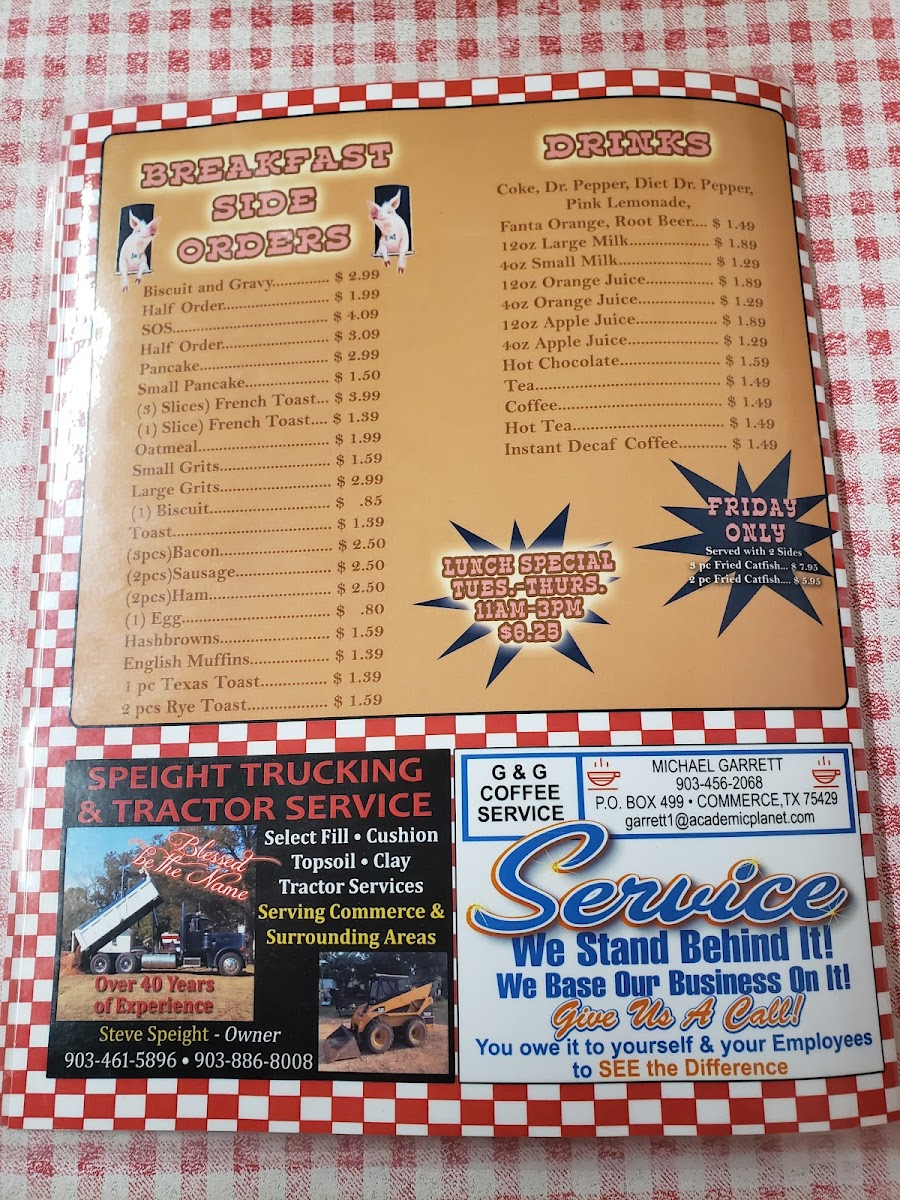 BREAKFAST
SIDE
ORDERS
Biscuit and Gravy............. $ 2.99
Half Order........................ $ 1.99
SOS.................................... $ 4.09
Half Order........................ $ 3.09
Pancake............................. $ 2.99
Small Pancake................... $ 1.50
(3) Slices) French Toast... $ 3.99
(1) Slice) French Toast.... $ 1.39
Oatmeal............................. $ 1.99
Small Grits......................... $ 1.59
Large Grits......................... $ 2.99
(1) Biscuit........................... $ .85
Toast................................... $ 1.39
(3pcs)Bacon......................... $ 2.50
(2pcs)Sausage...................... $ 2.50
(2pcs)Ham........................... $ 2.50
(1) Egg................................. $ .80
Hashbrowns......................... $ 1.59
English Muffins.................. $ 1.39
1 pc Texas Toast............... $ 1.39
2 pcs Rye Toast.................. $ 1.59
DRINKS
Coke, Dr. Pepper, Diet Dr. Pepper,
Pink Lemonade,
Fanta Orange, Root Beer.... $ 1.49
12oz Large Milk.................. $ 1.89
4oz Small Milk..................... $ 1.29
12oz Orange Juice............... $ 1.89
4oz Orange Juice................. $ 1.29
12oz Apple Juice.................. $ 1.89
4oz Apple Juice.................... $ 1.29
Hot Chocolate...................... $ 1.59
Tea......................................... $ 1.49
Coffee.................................... $ 1.49
Hot Tea................................. $ 1.49
Instant Decaf Coffee........... $ 1.49
FRIDAY
ONLY
Served with 2 Sides
3 pc Fried Catfish... $ 7.95
2 pc Fried Catfish.... $ 5.95
LUNCH SPECIAL
TUES.-THURS.
11AM-3PM
$6.25
SPEIGHT TRUCKING
& TRACTOR SERVICE
Blessed
be the Name
Select Fill • Cushion
Topsoil • Clay
Tractor Services
Serving Commerce &
Surrounding Areas
Over 40 Years
of Experience
Steve Speight - Owner
903-461-5896 • 903-886-8008
G & G
COFFEE
SERVICE
MICHAEL GARRETT
903-456-2068
P.O. BOX 499 • COMMERCE,TX 75429
garrett1@academicplanet.com
Service
We Stand Behind It!
We Base Our Business On It!
Give Us A Call!
You owe it to yourself & your Employees
to SEE the Difference